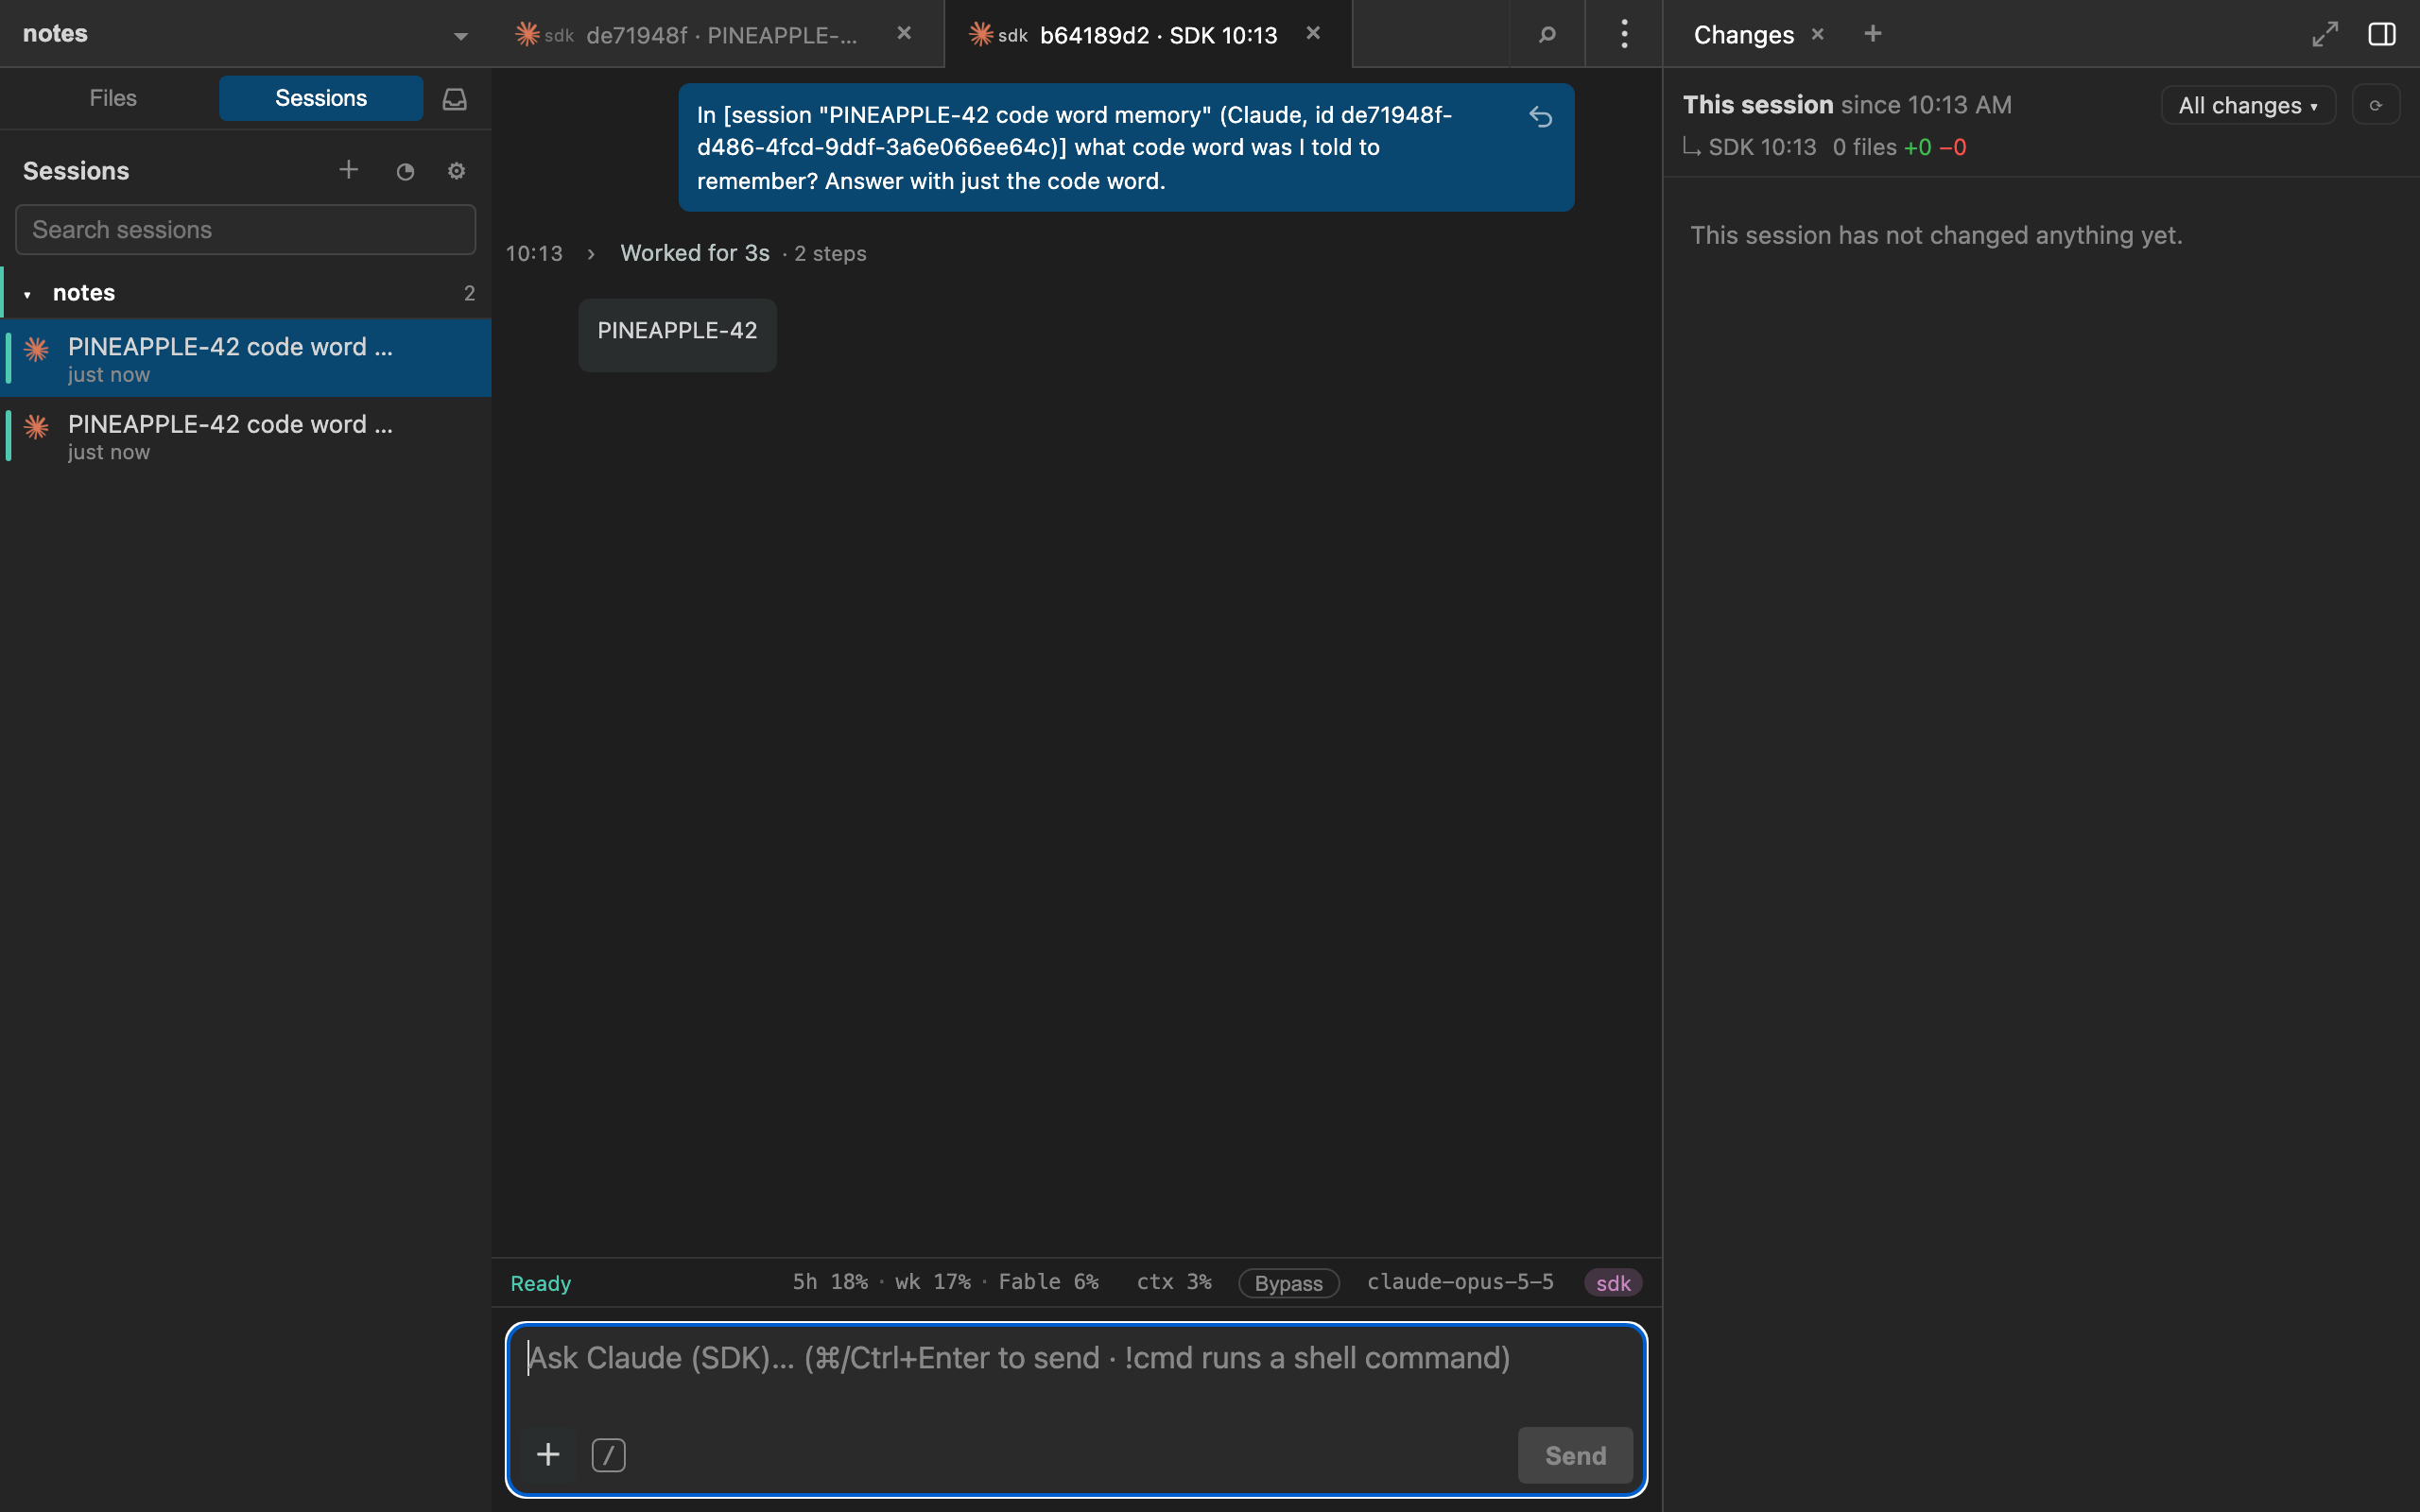 notes
sdk de71948f · PINEAPPLE-...
sdk b64189d2 · SDK 10:13
Changes
Files
Sessions
This session since 10:13 AM
All changes
SDK 10:13 0 files +0 −0
Sessions
Search sessions
notes 2
PINEAPPLE-42 code word ...
just now
PINEAPPLE-42 code word ...
just now
In [session "PINEAPPLE-42 code word memory" (Claude, id de71948f-
d486-4fcd-9ddf-3a6e066ee64c)] what code word was I told to
remember? Answer with just the code word.
10:13 › Worked for 3s · 2 steps
PINEAPPLE-42
This session has not changed anything yet.
Ready 5h 18% · wk 17% · Fable 6% ctx 3% Bypass claude-opus-5-5 sdk
Ask Claude (SDK)... (⌘/Ctrl+Enter to send · !cmd runs a shell command)
+ / Send